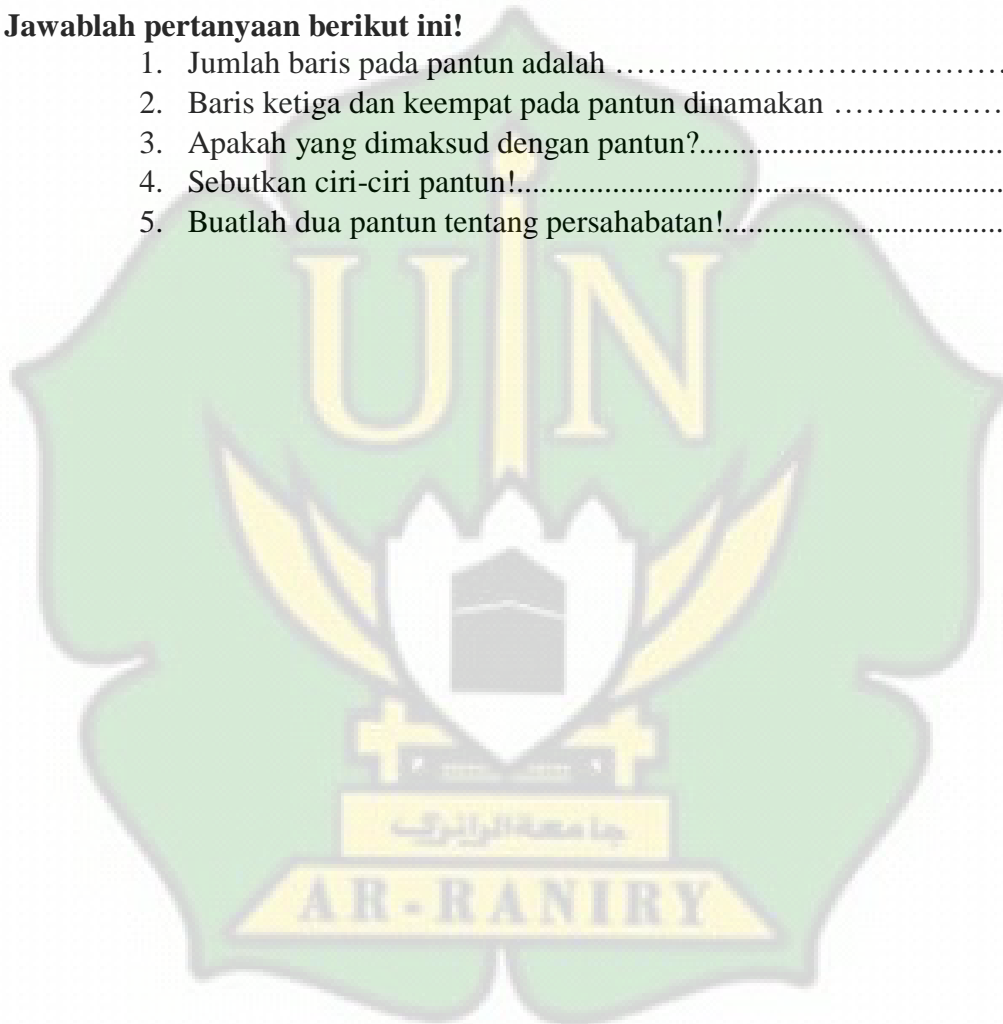 Jawablah pertanyaan berikut ini!
1. Jumlah baris pada pantun adalah ……………………………………
2. Baris ketiga dan keempat pada pantun dinamakan ………………
3. Apakah yang dimaksud dengan pantun?......................................
4. Sebutkan ciri-ciri pantun!.............................................................
5. Buatlah dua pantun tentang persahabatan!...................................
UIN
جامعة الرانري
AR-RANIRY